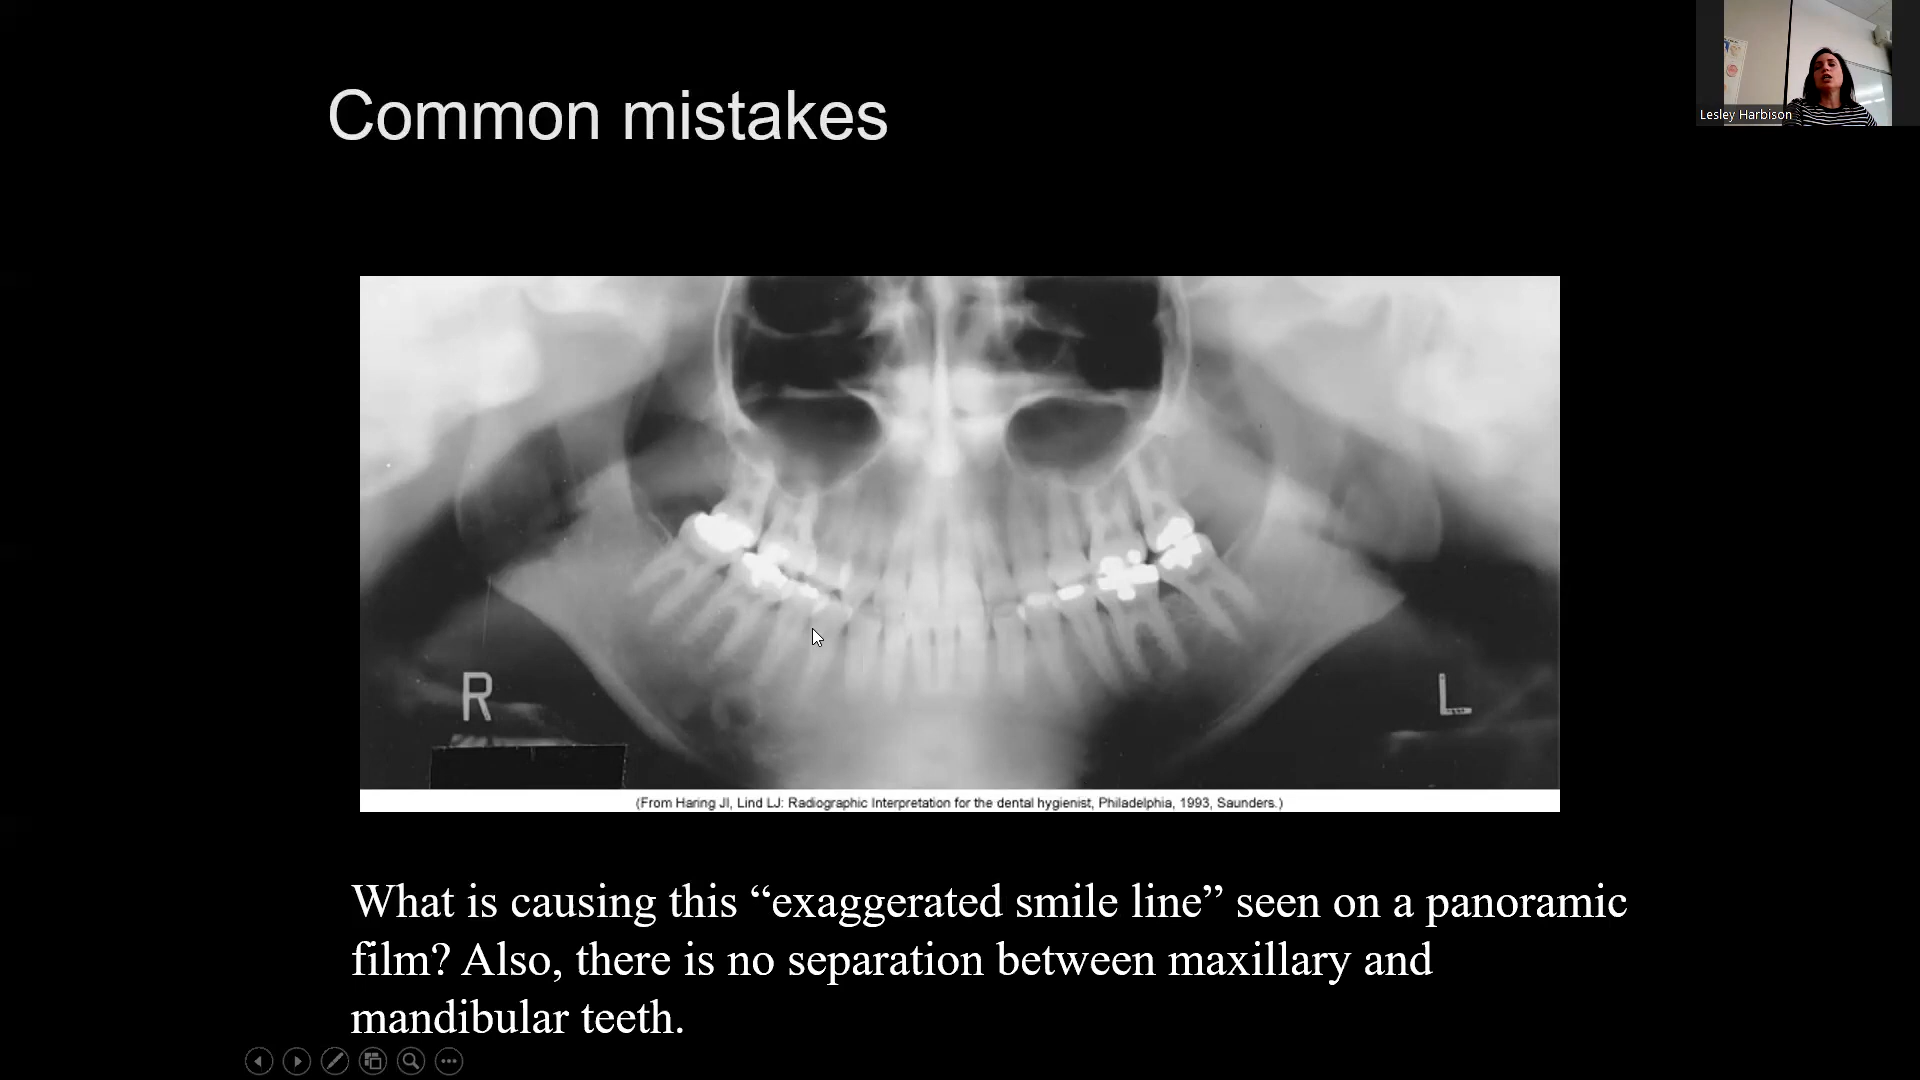 Lesley Harbison
Common mistakes
R
L
(From Haring JI, Lind LJ: Radiographic Interpretation for the dental hygienist, Philadelphia, 1993, Saunders.)
What is causing this “exaggerated smile line” seen on a panoramic
film? Also, there is no separation between maxillary and
mandibular teeth.